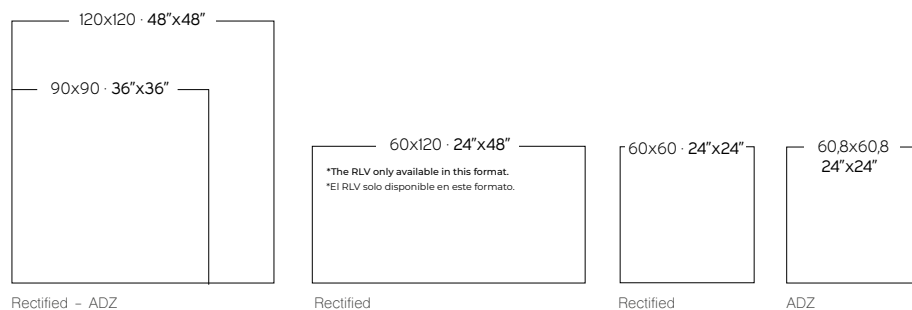 120x120 · 48"x48"
90x90 · 36"x36"
60x120 · 24"x48"
*The RLV only available in this format.
*El RLV solo disponible en este formato.
60x60 · 24"x24"
60,8x60,8
24"x24"
Rectified - ADZ
Rectified
Rectified
ADZ